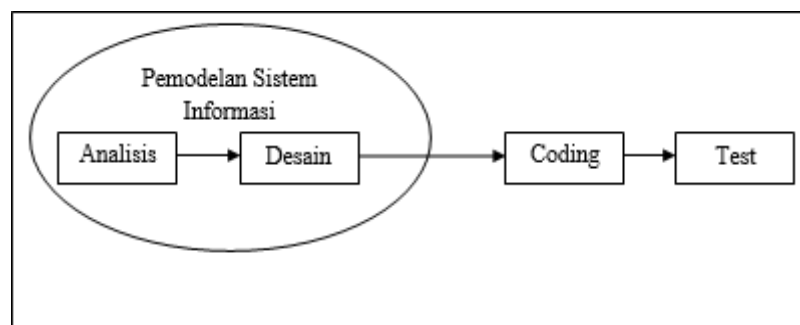 Pemodelan Sistem
Informasi
Analisis
Desain
Coding
Test